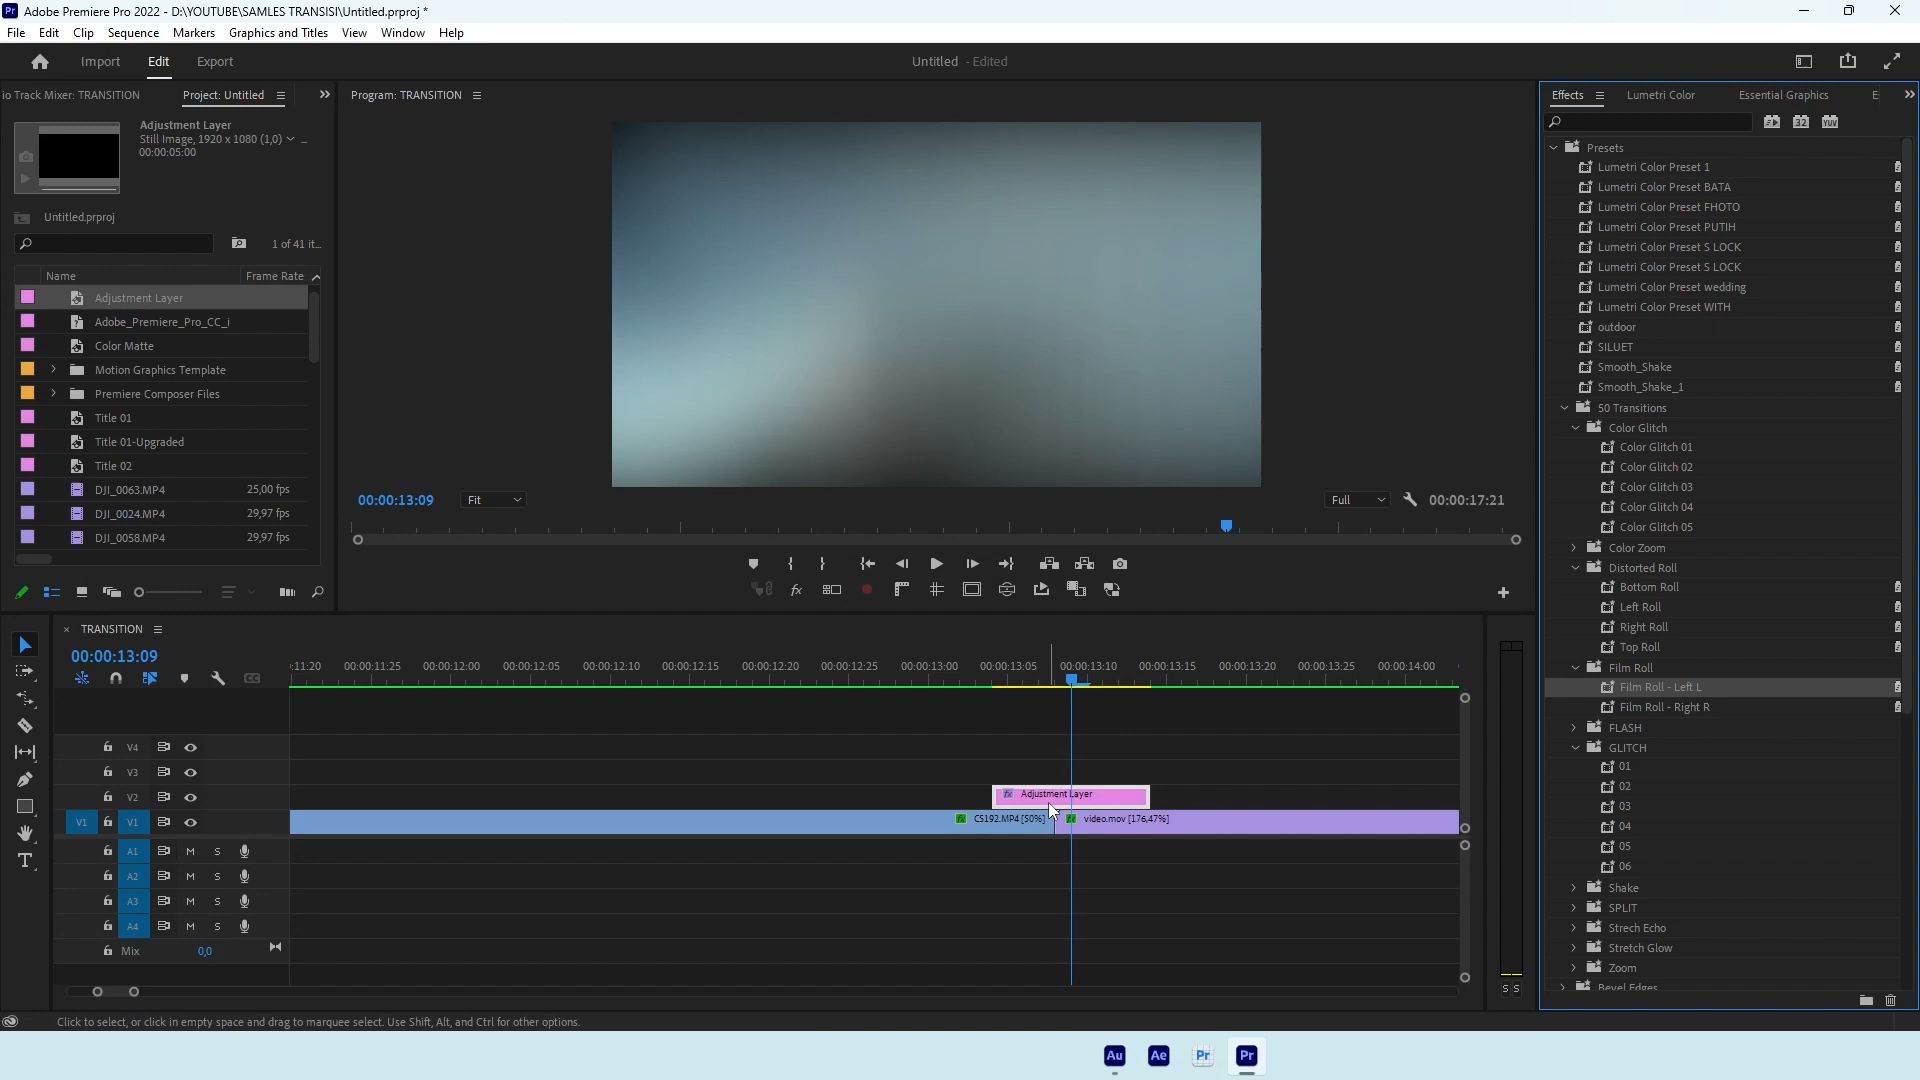 Pr Adobe Premiere Pro 2022 - D:\YOUTUBE\SAMLES TRANSISI\Untitled.prproj *
File Edit Clip Sequence Markers Graphics and Titles View Window Help
Import Edit Export
Untitled - Edited
io Track Mixer: TRANSITION Project: Untitled
Adjustment Layer
Still Image, 1920 x 1080 (1,0) ...
00:00:05:00
Untitled.prproj
1 of 41 it...
Name Frame Rate
Adjustment Layer
Adobe_Premiere_Pro_CC_i
Color Matte
Motion Graphics Template
Premiere Composer Files
Title 01
Title 01-Upgraded
Title 02
DJI_0063.MP4 25,00 fps
DJI_0024.MP4 29,97 fps
DJI_0058.MP4 29,97 fps
Program: TRANSITION
00:00:13:09 Fit Full 00:00:17:21
Effects Lumetri Color Essential Graphics E
32 YUV
Presets
Lumetri Color Preset 1
Lumetri Color Preset BATA
Lumetri Color Preset FHOTO
Lumetri Color Preset PUTIH
Lumetri Color Preset S LOCK
Lumetri Color Preset S LOCK
Lumetri Color Preset wedding
Lumetri Color Preset WITH
outdoor
SILUET
Smooth_Shake
Smooth_Shake_1
50 Transitions
Color Glitch
Color Glitch 01
Color Glitch 02
Color Glitch 03
Color Glitch 04
Color Glitch 05
Color Zoom
Distorted Roll
Bottom Roll
Left Roll
Right Roll
Top Roll
Film Roll
Film Roll - Left L
Film Roll - Right R
FLASH
GLITCH
01
02
03
04
05
06
Shake
SPLIT
Strech Echo
Stretch Glow
Zoom
Bevel Edges
× TRANSITION
00:00:13:09
:11:20 00:00:11:25 00:00:12:00 00:00:12:05 00:00:12:10 00:00:12:15 00:00:12:20 00:00:12:25 00:00:13:00 00:00:13:05 00:00:13:10 00:00:13:15 00:00:13:20 00:00:13:25 00:00:14:00
V4
V3
V2 fx Adjustment Layer
V1 V1 fx CS192.MP4 [50%] fx video.mov [176,47%]
A1 M S
A2 M S
A3 M S
A4 M S
Mix 0,0
S S
Click to select, or click in empty space and drag to marquee select. Use Shift, Alt, and Ctrl for other options.
Au Ae Pr Pr